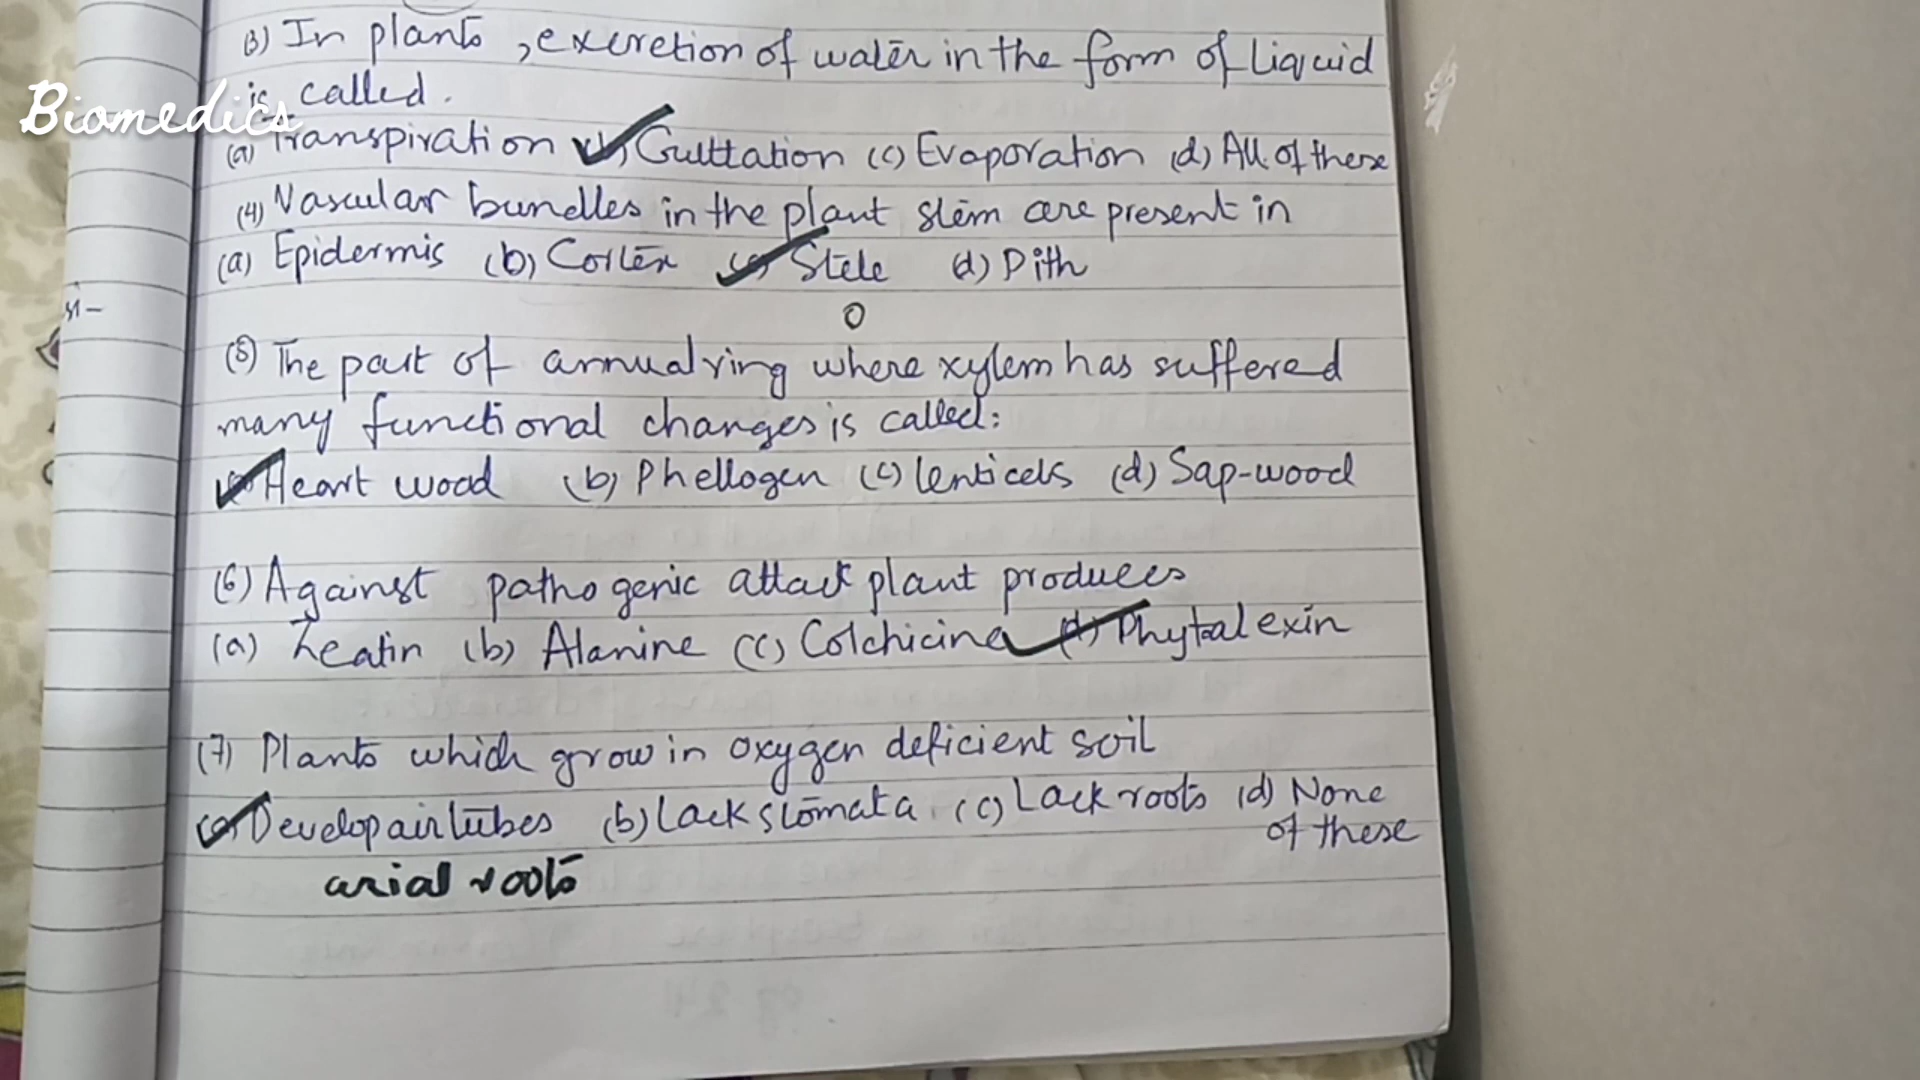 3) In plants, excretion of water in the form of Liquid
is called.
Biomedics
(a) Transpiration (b) Guttation (c) Evaporation (d) All of these
(4) Vascular bundles in the plant stem are present in
(a) Epidermis (b) Cortex (c) Stele (d) Pith
(5) The part of annual ring where xylem has suffered
many functional changes is called:
(a) Heart wood (b) Phellogen (c) lenticels (d) Sap-wood
(6) Against pathogenic attack plant produces
(a) Zeatin (b) Alanine (c) Colchicine (d) Phytalexin
(7) Plants which grow in oxygen deficient soil
(a) Develop air tubes (b) Lack stomata (c) Lack roots (d) None
of these
arial roots